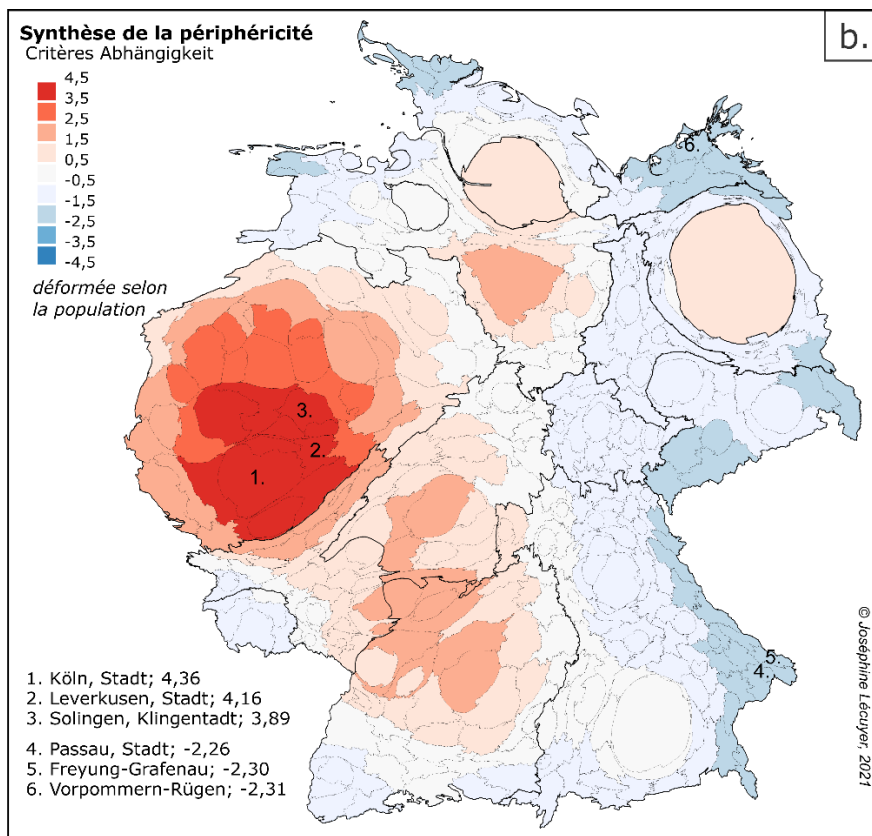 Synthèse de la périphéricité
b.
Critères Abhängigkeit
4,5
3,5
2,5
1,5
0,5
-0,5
-1,5
-2,5
-3,5
-4,5
déformée selon
la population
6.
3.
2.
1.
5.
4.
1. Köln, Stadt; 4,36
2. Leverkusen, Stadt; 4,16
3. Solingen, Klingentadt; 3,89
4. Passau, Stadt; -2,26
5. Freyung-Grafenau; -2,30
6. Vorpommern-Rügen; -2,31
© Joséphine Lécuyer, 2021